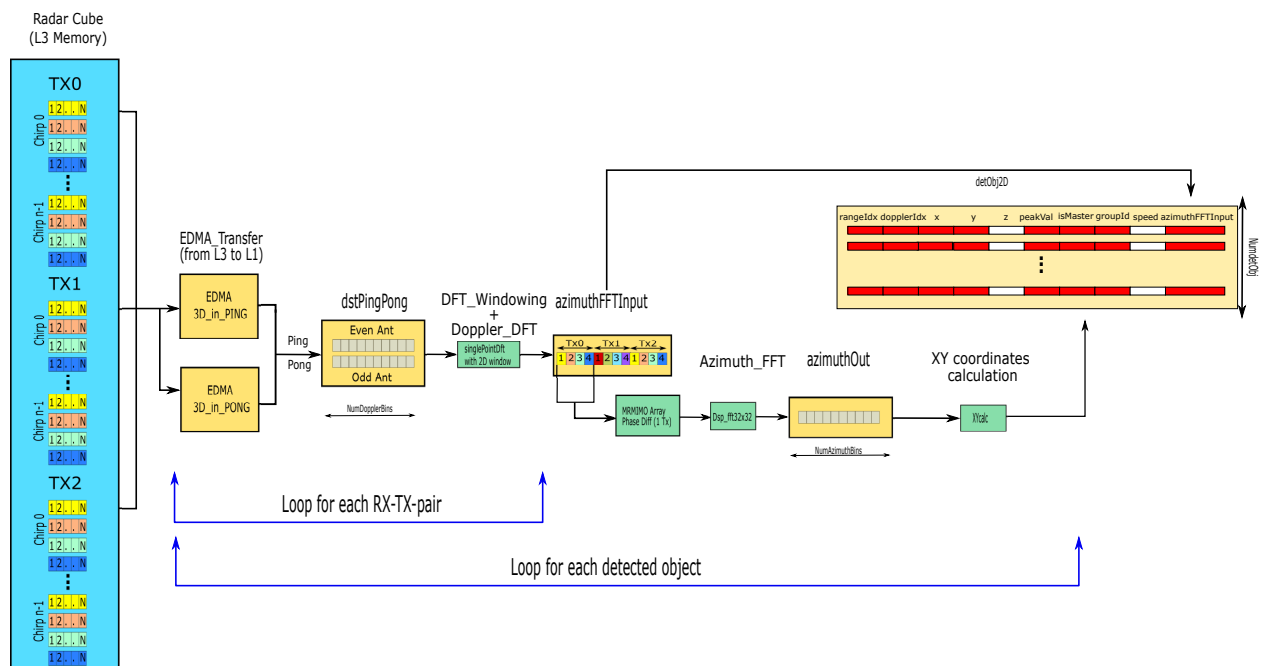 Radar Cube
(L3 Memory)
TX0
Chirp 0
1 2 . . N
1 2 . . N
1 2 . . N
1 2 . . N
Chirp n-1
1 2 . . N
1 2 . . N
1 2 . . N
1 2 . . N
TX1
Chirp 0
1 2 . . N
1 2 . . N
1 2 . . N
1 2 . . N
Chirp n-1
1 2 . . N
1 2 . . N
1 2 . . N
1 2 . . N
TX2
Chirp 0
1 2 . . N
1 2 . . N
1 2 . . N
1 2 . . N
Chirp n-1
1 2 . . N
1 2 . . N
1 2 . . N
1 2 . . N
EDMA_Transfer
(from L3 to L1)
EDMA
3D_in_PING
EDMA
3D_in_PONG
Ping
Pong
dstPingPong
Even Ant
Odd Ant
NumDopplerBins
DFT_Windowing
+
Doppler_DFT
singlePointDft
with 2D window
azimuthFFTInput
Tx0 Tx1 Tx2
1 2 3 4 1 2 3 4 1 2 3 4
MRMIMO Array
Phase Diff (1 Tx)
Azimuth_FFT
Dsp_fft32x32
azimuthOut
NumAzimuthBins
XY coordinates
calculation
XYcalc
detObj2D
rangeIdx dopplerIdx x y z peakVal isMaster groupId speed azimuthFFTInput
NumdetObj
Loop for each RX-TX-pair
Loop for each detected object